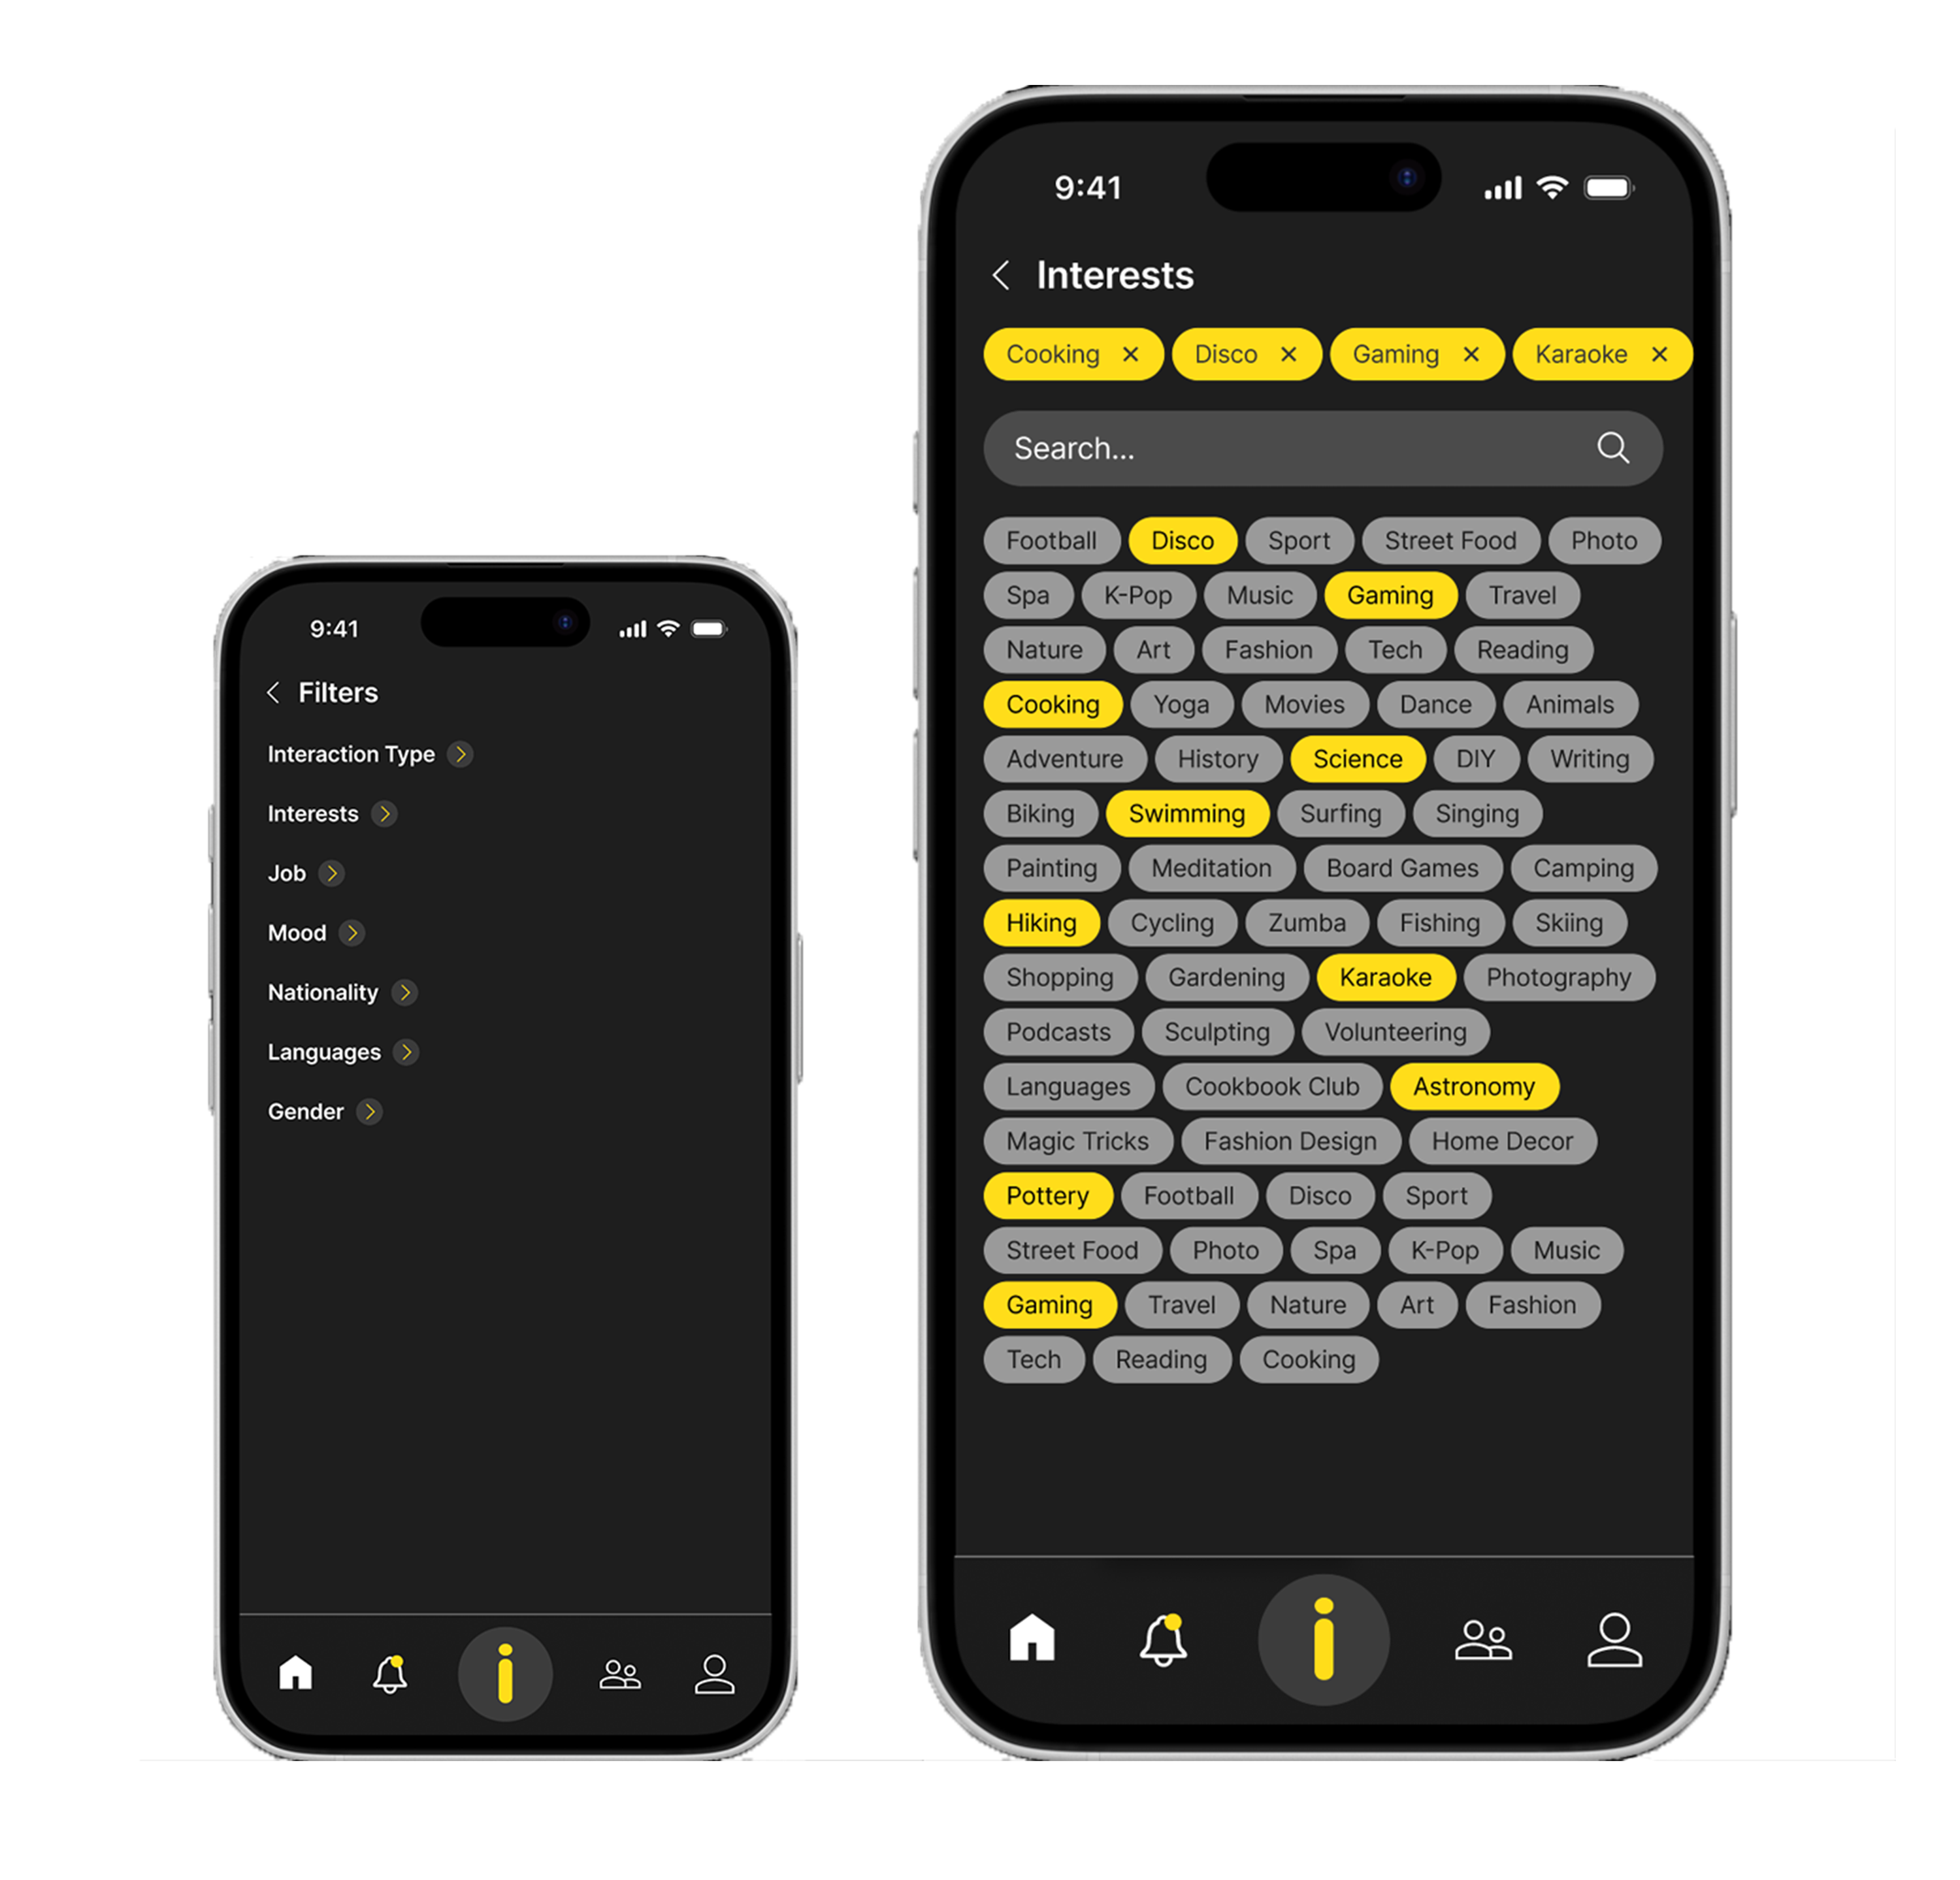 9:41
Filters
Interaction Type
Interests
Job
Mood
Nationality
Languages
Gender
9:41
Interests
Cooking Disco Gaming Karaoke
Search...
Football Disco Sport Street Food Photo
Spa K-Pop Music Gaming Travel
Nature Art Fashion Tech Reading
Cooking Yoga Movies Dance Animals
Adventure History Science DIY Writing
Biking Swimming Surfing Singing
Painting Meditation Board Games Camping
Hiking Cycling Zumba Fishing Skiing
Shopping Gardening Karaoke Photography
Podcasts Sculpting Volunteering
Languages Cookbook Club Astronomy
Magic Tricks Fashion Design Home Decor
Pottery Football Disco Sport
Street Food Photo Spa K-Pop Music
Gaming Travel Nature Art Fashion
Tech Reading Cooking